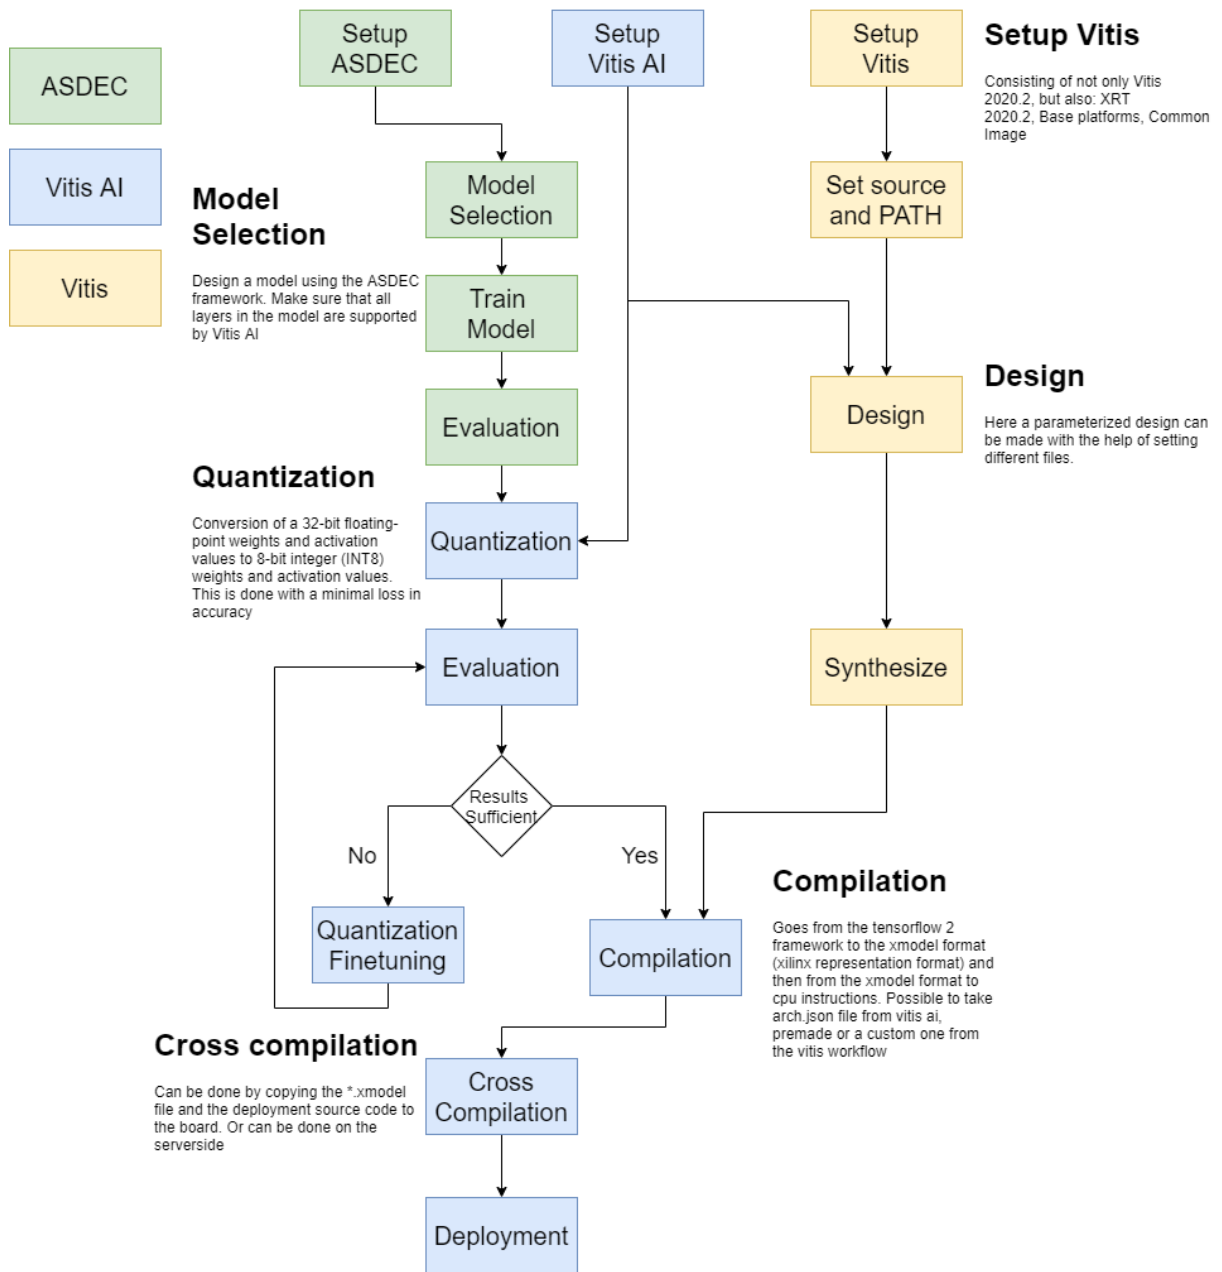 Setup
ASDEC
Setup
Vitis AI
Setup
Vitis
Setup Vitis
Consisting of not only Vitis
2020.2, but also: XRT
2020.2, Base platforms, Common
Image
ASDEC
Vitis AI
Vitis
Model
Selection
Design a model using the ASDEC
framework. Make sure that all
layers in the model are supported
by Vitis AI
Model
Selection
Set source
and PATH
Train
Model
Evaluation
Design
Design
Here a parameterized design can
be made with the help of setting
different files.
Quantization
Conversion of a 32-bit floating-
point weights and activation
values to 8-bit integer (INT8)
weights and activation values.
This is done with a minimal loss in
accuracy
Quantization
Evaluation
Synthesize
Results
Sufficient
No
Yes
Quantization
Finetuning
Compilation
Compilation
Goes from the tensorflow 2
framework to the xmodel format
(xilinx representation format) and
then from the xmodel format to
cpu instructions. Possible to take
arch.json file from vitis ai,
premade or a custom one from
the vitis workflow
Cross compilation
Can be done by copying the *.xmodel
file and the deployment source code to
the board. Or can be done on the
serverside
Cross
Compilation
Deployment